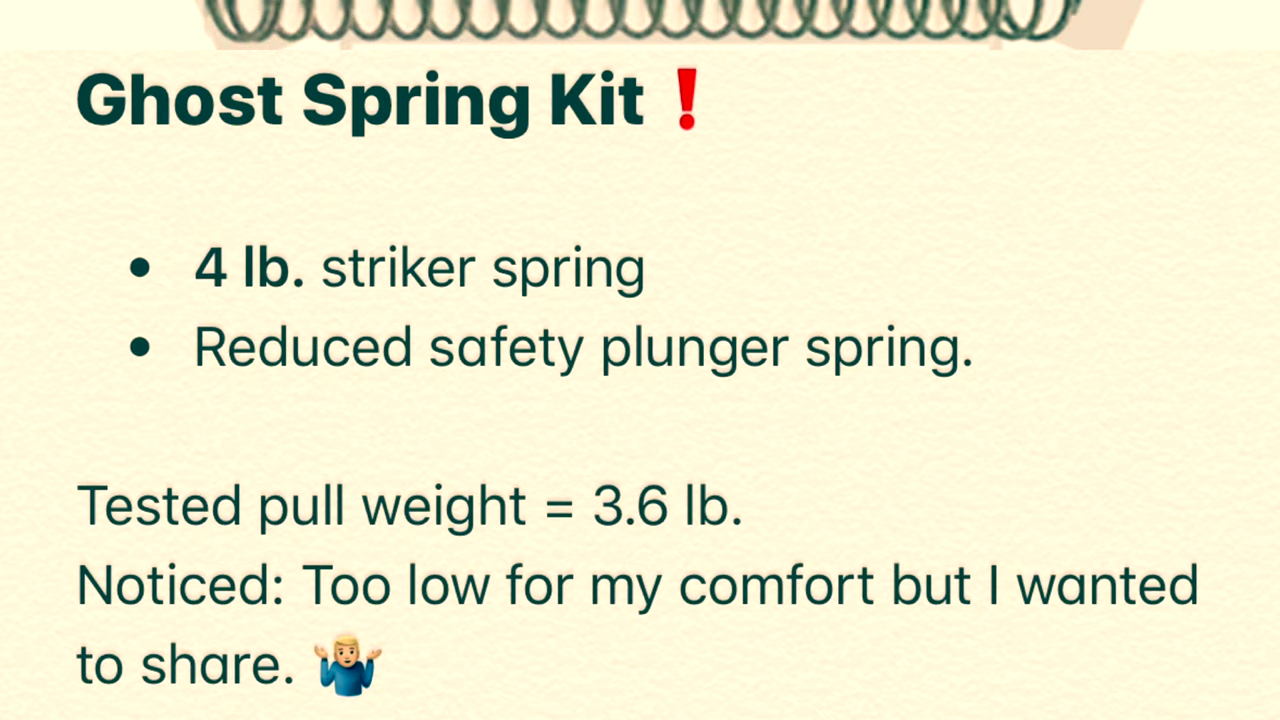 Ghost Spring Kit❗
• 4 lb. striker spring
• Reduced safety plunger spring.
Tested pull weight = 3.6 lb.
Noticed: Too low for my comfort but I wanted
to share. 🤷🏼‍♂️